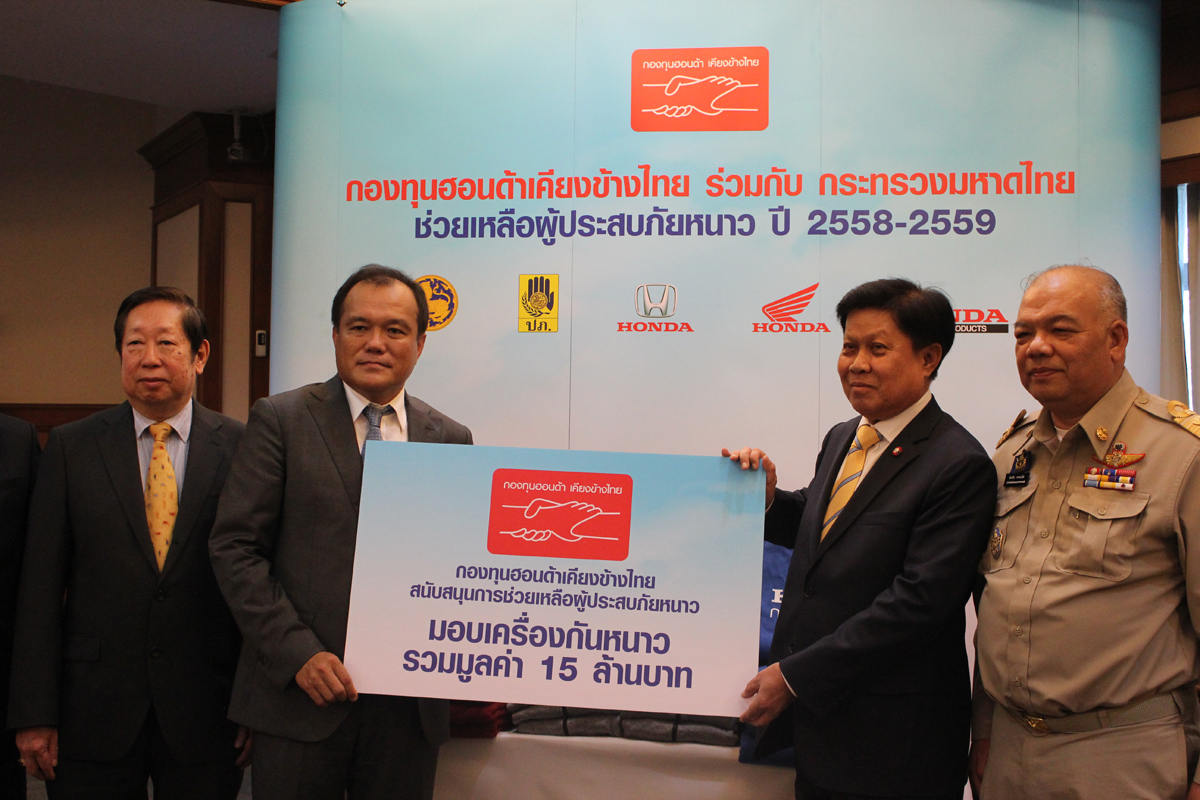 กองทุนฮอนด้า เคียงข้างไทย
กองทุนฮอนด้าเคียงข้างไทย ร่วมกับ กระทรวงมหาดไทย
ช่วยเหลือผู้ประสบภัยหนาว ปี 2558-2559
ปภ.
HONDA
HONDA
กองทุนฮอนด้า เคียงข้างไทย
กองทุนฮอนด้าเคียงข้างไทย
สนับสนุนการช่วยเหลือผู้ประสบภัยหนาว
มอบเครื่องกันหนาว
รวมมูลค่า 15 ล้านบาท